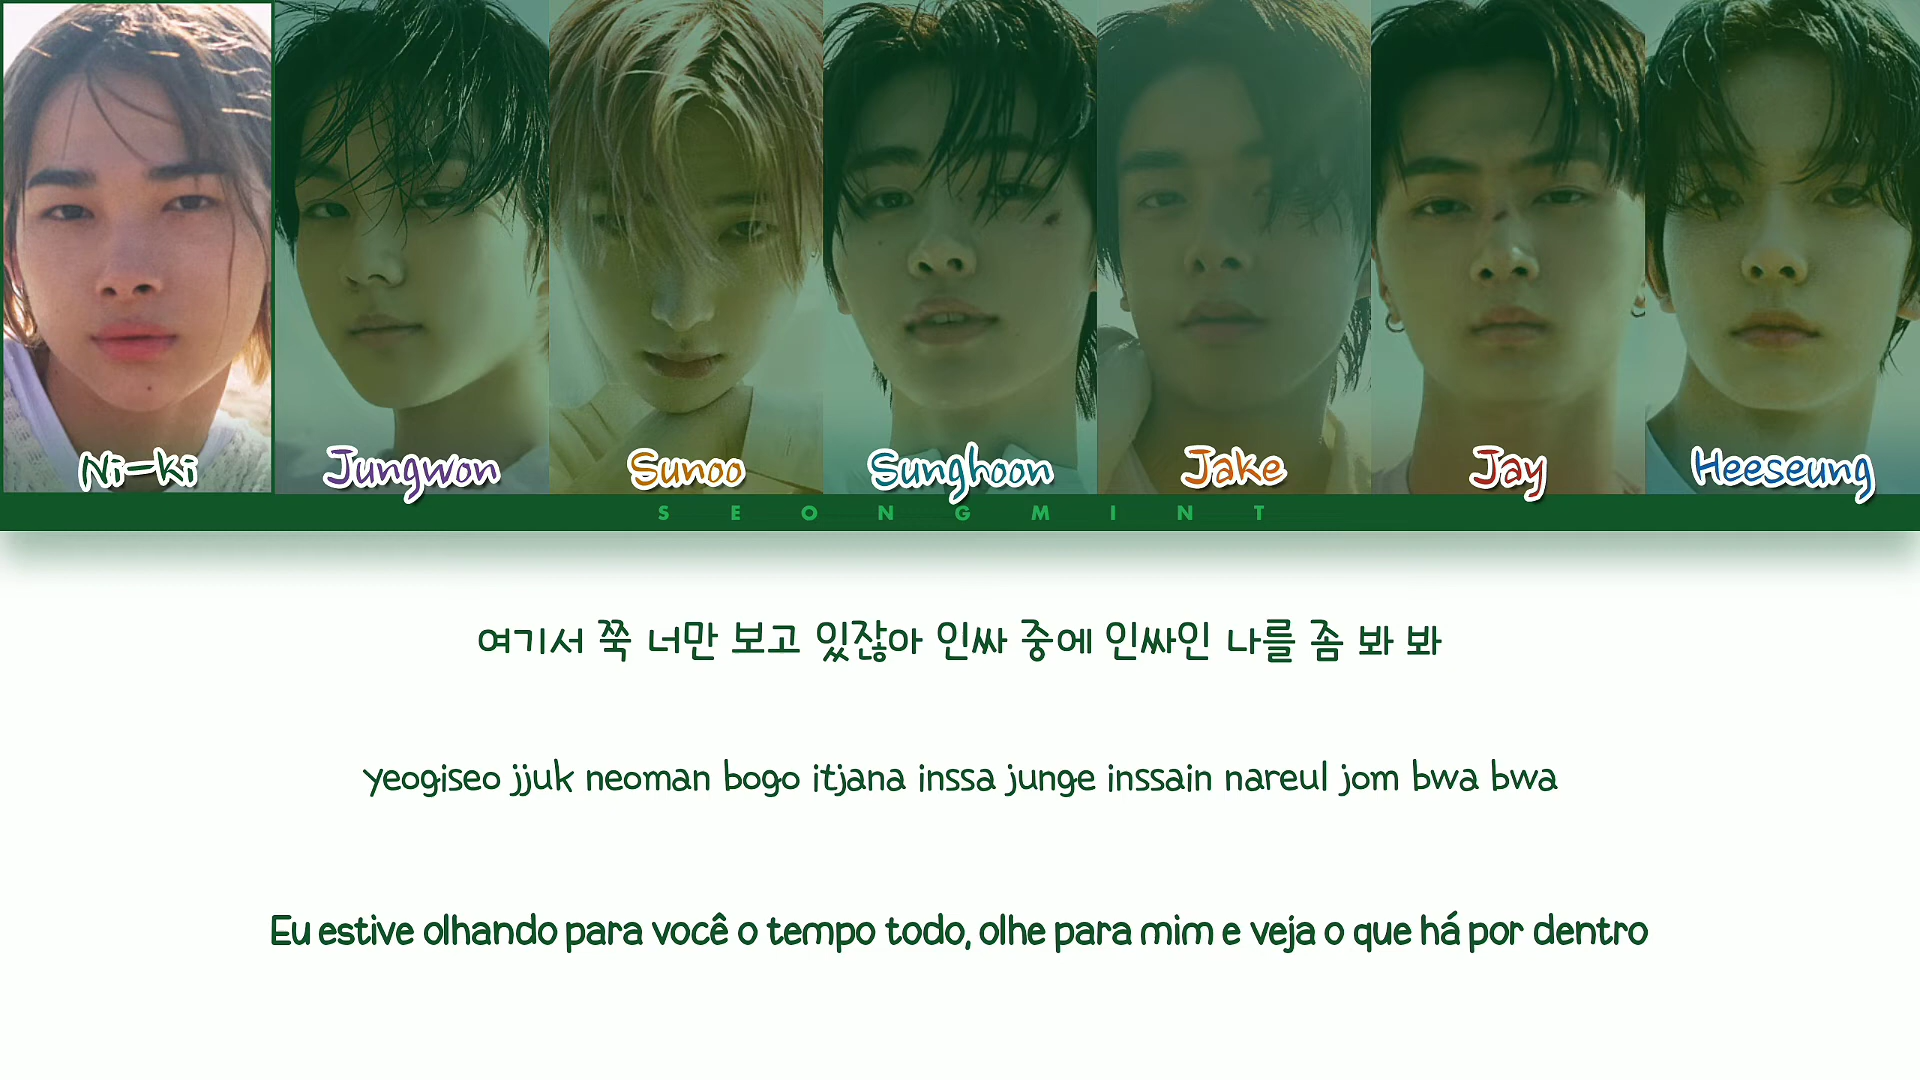 Ni-ki Jungwon Sunoo Sunghoon Jake Jay Heeseung
SEONGMINT
여기서 쭉 너만 보고 있잖아 인싸 중에 인싸인 나를 좀 봐 봐
yeogiseo jjuk neoman bogo itjana inssa junge inssain nareul jom bwa bwa
Eu estive olhando para você o tempo todo, olhe para mim e veja o que há por dentro